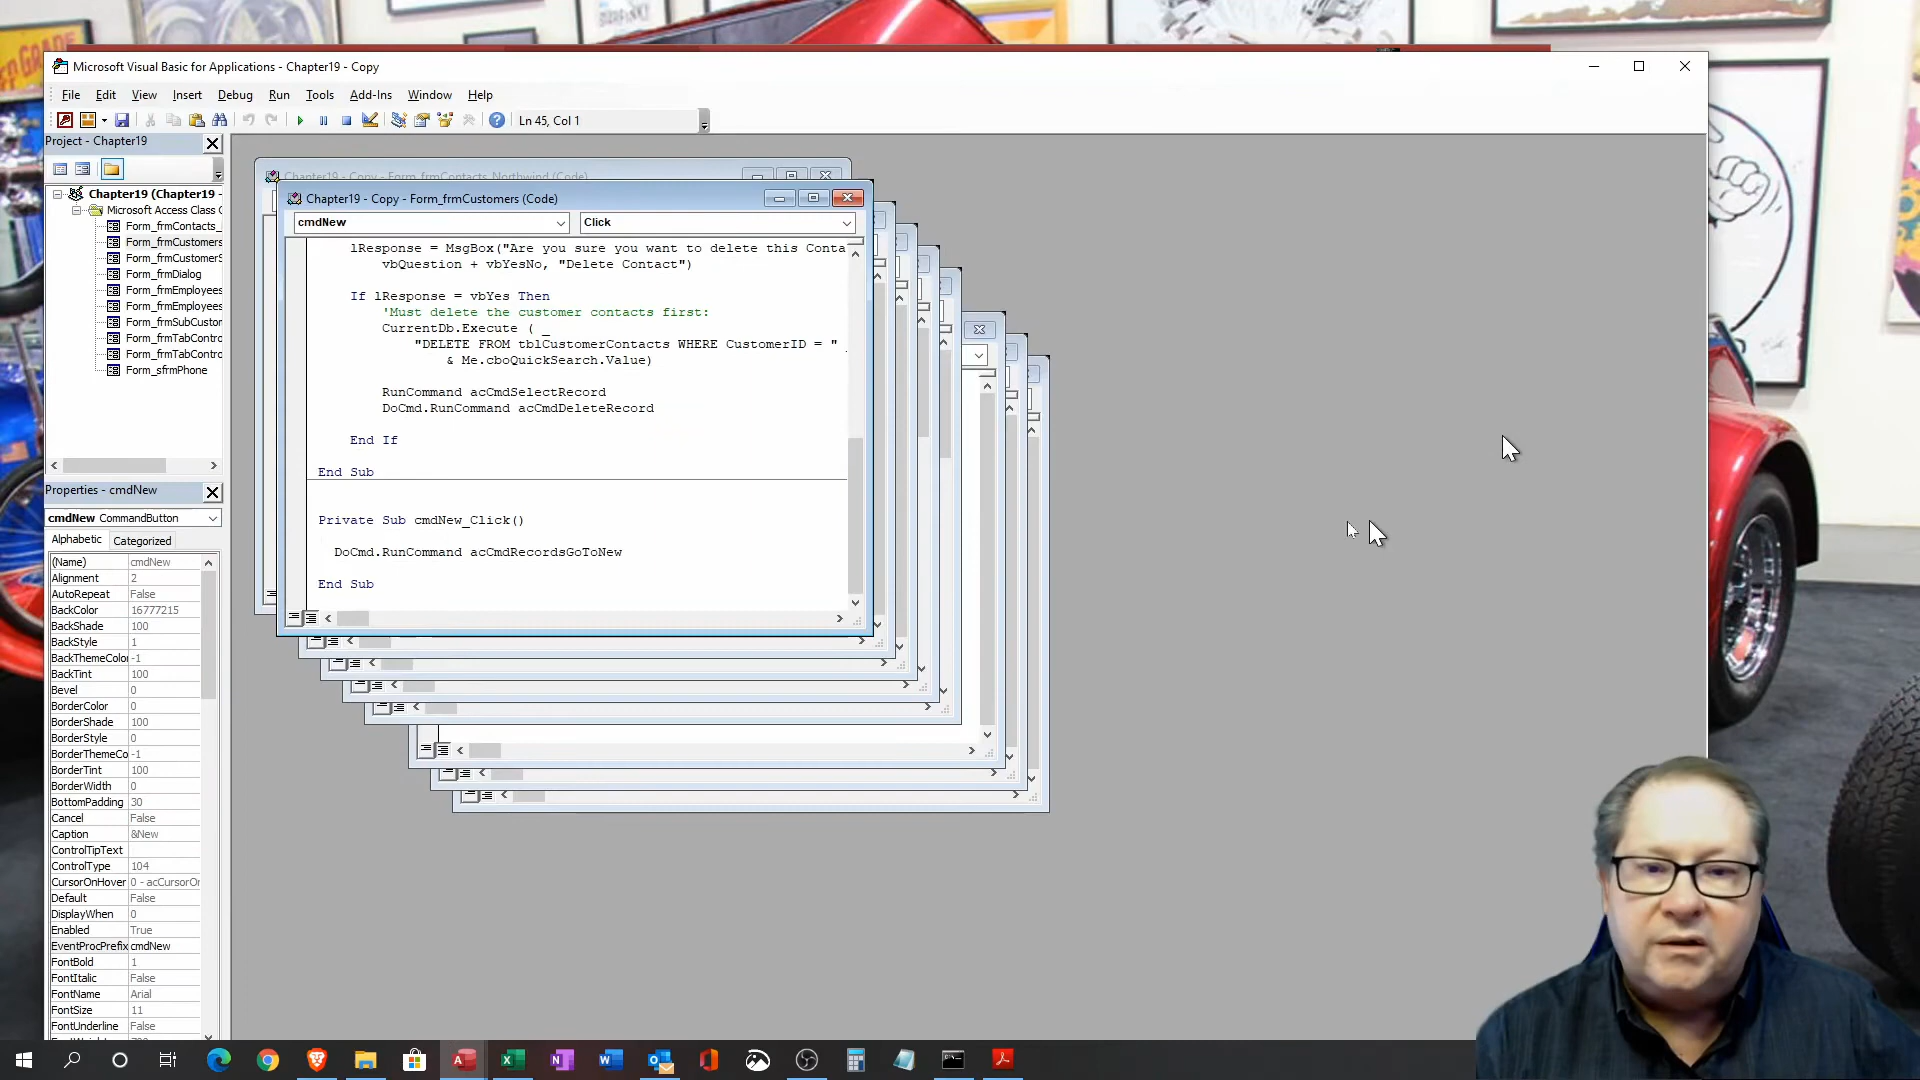 GRADE
Microsoft Visual Basic for Applications - Chapter19 - Copy
File Edit View Insert Debug Run Tools Add-Ins Window Help
Ln 45, Col 1
Project - Chapter19
Chapter19 - Copy - Form_frmContacts_Northwind (Code)
Chapter19 (Chapter19 -
Microsoft Access Class
Form_frmContacts_
Form_frmCustomers
Form_frmCustomerS
Form_frmDialog
Form_frmEmployees
Form_frmEmployees
Form_frmSubCustom
Form_frmTabContro
Form_frmTabContro
Form_sfrmPhone
Chapter19 - Copy - Form_frmCustomers (Code)
cmdNew Click
lResponse = MsgBox("Are you sure you want to delete this Conta
vbQuestion + vbYesNo, "Delete Contact")
If lResponse = vbYes Then
'Must delete the customer contacts first:
CurrentDb.Execute ( _
"DELETE FROM tblCustomerContacts WHERE CustomerID = " _
& Me.cboQuickSearch.Value)
RunCommand acCmdSelectRecord
DoCmd.RunCommand acCmdDeleteRecord
End If
End Sub
Private Sub cmdNew_Click()
DoCmd.RunCommand acCmdRecordsGoToNew
End Sub
Properties - cmdNew
cmdNew CommandButton
Alphabetic Categorized
(Name) cmdNew
Alignment 2
AutoRepeat False
BackColor 16777215
BackShade 100
BackStyle 1
BackThemeColo -1
BackTint 100
Bevel 0
BorderColor 0
BorderShade 100
BorderStyle 0
BorderThemeCo -1
BorderTint 100
BorderWidth 0
BottomPadding 30
Cancel False
Caption &New
ControlTipText
ControlType 104
CursorOnHover 0 - acCursorOn
Default False
DisplayWhen 0
Enabled True
EventProcPrefix cmdNew
FontBold 1
FontItalic False
FontName Arial
FontSize 11
FontUnderline False